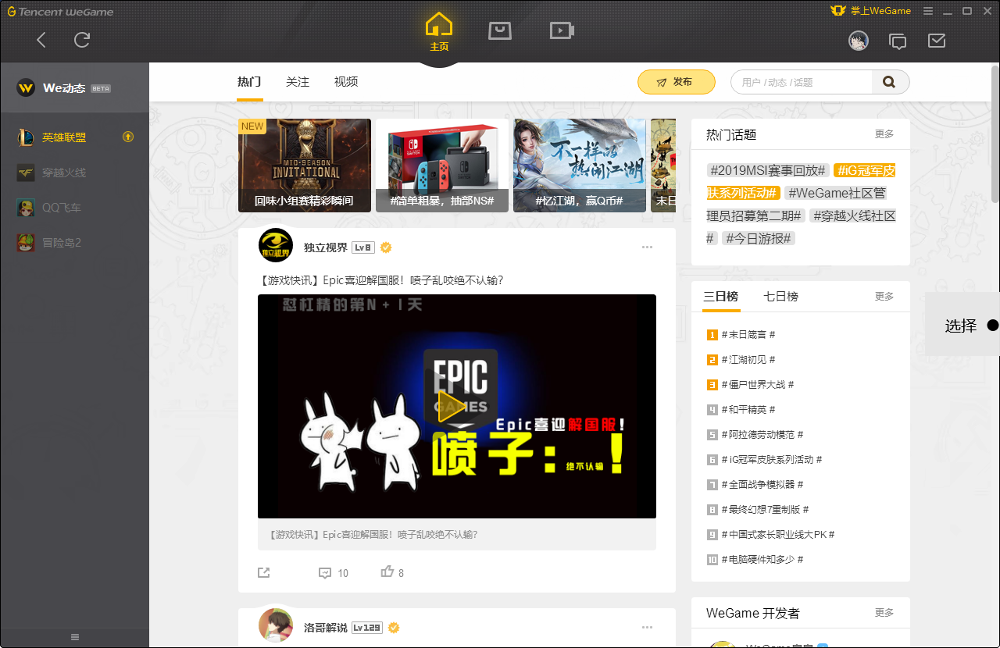 Tencent WeGame
掌上WeGame
主页
We动态 BETA
英雄联盟
穿越火线
QQ飞车
冒险岛2
热门 关注 视频
发布
用户 / 动态 / 话题
NEW
MID-SEASON
INVITATIONAL
回味小组赛精彩瞬间
#简单粗暴，抽部NS#
不一样的
热闹江湖
#忆江湖，赢Q币#
末日
独立视界
独立视界 Lv8
【游戏快讯】Epic喜迎解国服！喷子乱咬绝不认输？
怼杠精的第N+1天
EPIC
GAMES
Epic喜迎解国服！
喷子：
绝不认输
！
【游戏快讯】Epic喜迎解国服！喷子乱咬绝不认输？
10
8
洛哥解说 Lv129
热门话题 更多
#2019MSI赛事回放# #iG冠军皮
肤系列活动# #WeGame社区管
理员招募第二期# #穿越火线社区
# #今日游报#
三日榜 七日榜 更多
1 #末日箴言 #
2 #江湖初见 #
3 #僵尸世界大战 #
4 #和平精英 #
5 #阿拉德劳动模范 #
6 #iG冠军皮肤系列活动 #
7 #全面战争模拟器 #
8 #最终幻想7重制版 #
9 #中国式家长职业线大PK #
10 #电脑硬件知多少 #
选择
WeGame 开发者 更多